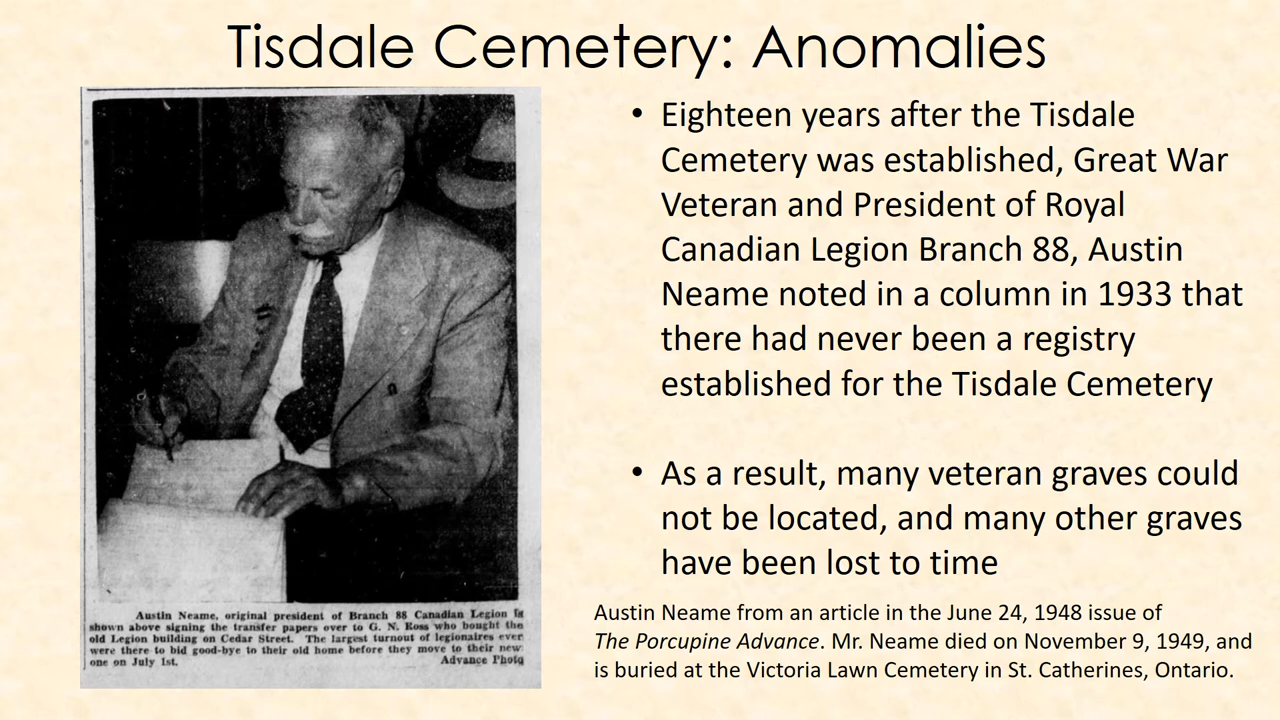 Tisdale Cemetery: Anomalies
• Eighteen years after the Tisdale
Cemetery was established, Great War
Veteran and President of Royal
Canadian Legion Branch 88, Austin
Neame noted in a column in 1933 that
there had never been a registry
established for the Tisdale Cemetery
• As a result, many veteran graves could
not be located, and many other graves
have been lost to time
Austin Neame, original president of Branch 88 Canadian Legion is
shown above signing the transfer papers over to G. N. Ross who bought the
old Legion building on Cedar Street. The largest turnout of legionaires ever
were there to bid good-bye to their old home before they move to their new
one on July 1st. Advance Photo
Austin Neame from an article in the June 24, 1948 issue of
The Porcupine Advance. Mr. Neame died on November 9, 1949, and
is buried at the Victoria Lawn Cemetery in St. Catherines, Ontario.